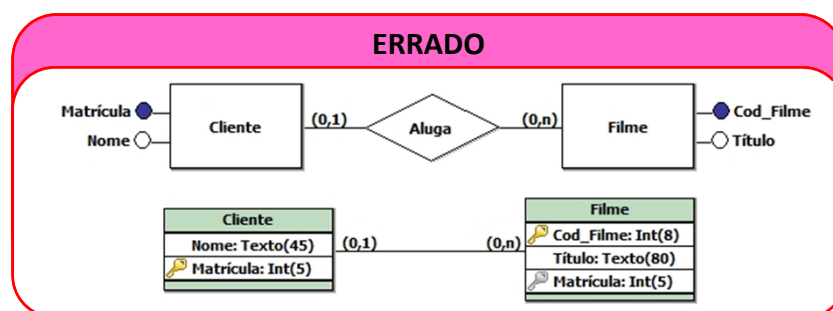 ERRADO
Matrícula
Nome
Cliente
(0,1)
Aluga
(0,n)
Filme
Cod_Filme
Título
Cliente
Nome: Texto(45)
Matrícula: Int(5)
(0,1)
(0,n)
Filme
Cod_Filme: Int(8)
Título: Texto(80)
Matrícula: Int(5)